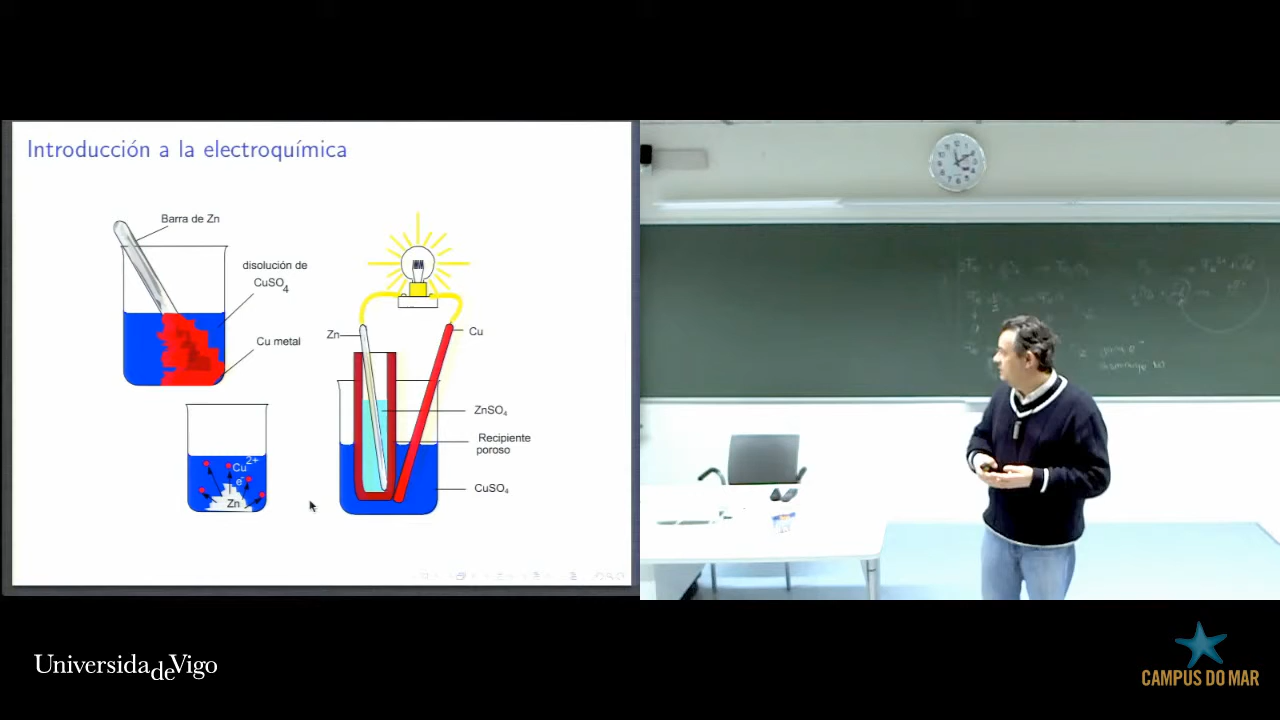 Introducción a la electroquímica
Barra de Zn
disolución de
CuSO4
Cu metal
Cu2+
e-
Zn
Zn
Cu
ZnSO4
Recipiente
poroso
CuSO4
Universidade de Vigo
CAMPUS DO MAR